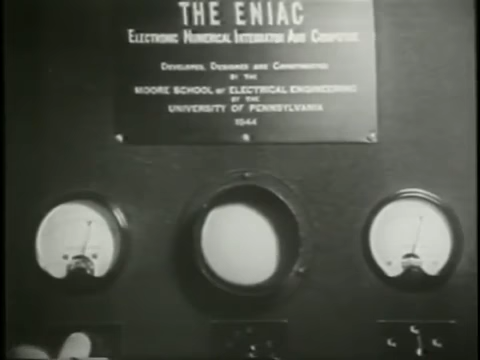 THE ENIAC
ELECTRONIC NUMERICAL INTEGRATOR AND COMPUTER
DEVELOPED, DESIGNED AND CONSTRUCTED
BY THE
MOORE SCHOOL OF ELECTRICAL ENGINEERING
OF THE
UNIVERSITY OF PENNSYLVANIA
1944